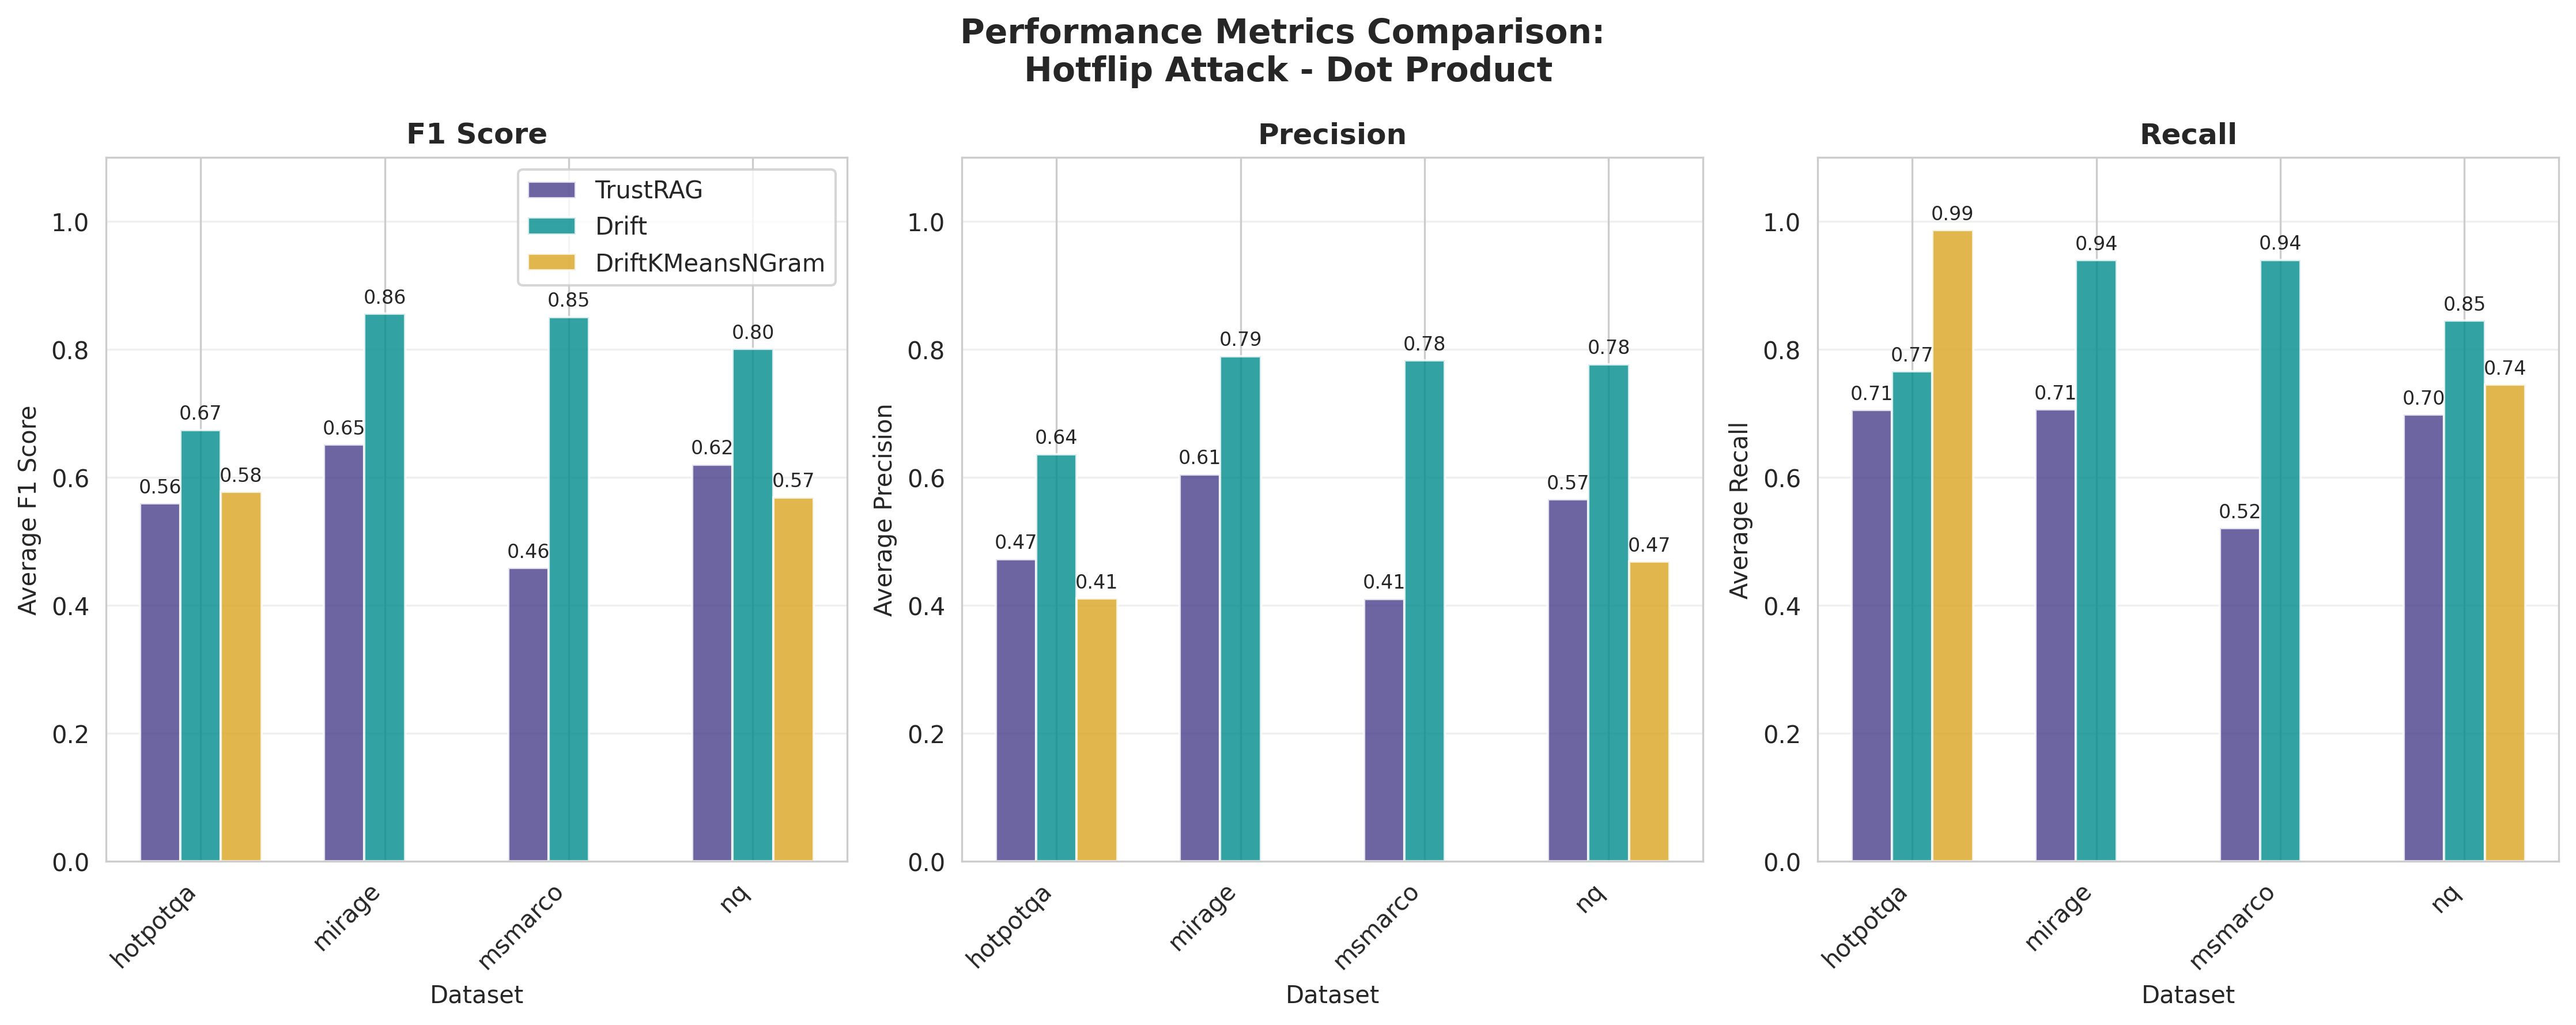 Performance Metrics Comparison:
Hotflip Attack - Dot Product
F1 Score
Average F1 Score
1.0
0.8
0.6
0.4
0.2
0.0
TrustRAG
Drift
DriftKMeansNGram
0.56
0.67
0.58
0.65
0.86
0.46
0.85
0.62
0.80
0.57
hotpotqa
mirage
msmarco
nq
Dataset
Precision
Average Precision
1.0
0.8
0.6
0.4
0.2
0.0
0.47
0.64
0.41
0.61
0.79
0.41
0.78
0.57
0.78
0.47
hotpotqa
mirage
msmarco
nq
Dataset
Recall
Average Recall
1.0
0.8
0.6
0.4
0.2
0.0
0.71
0.77
0.99
0.71
0.94
0.52
0.94
0.70
0.85
0.74
hotpotqa
mirage
msmarco
nq
Dataset